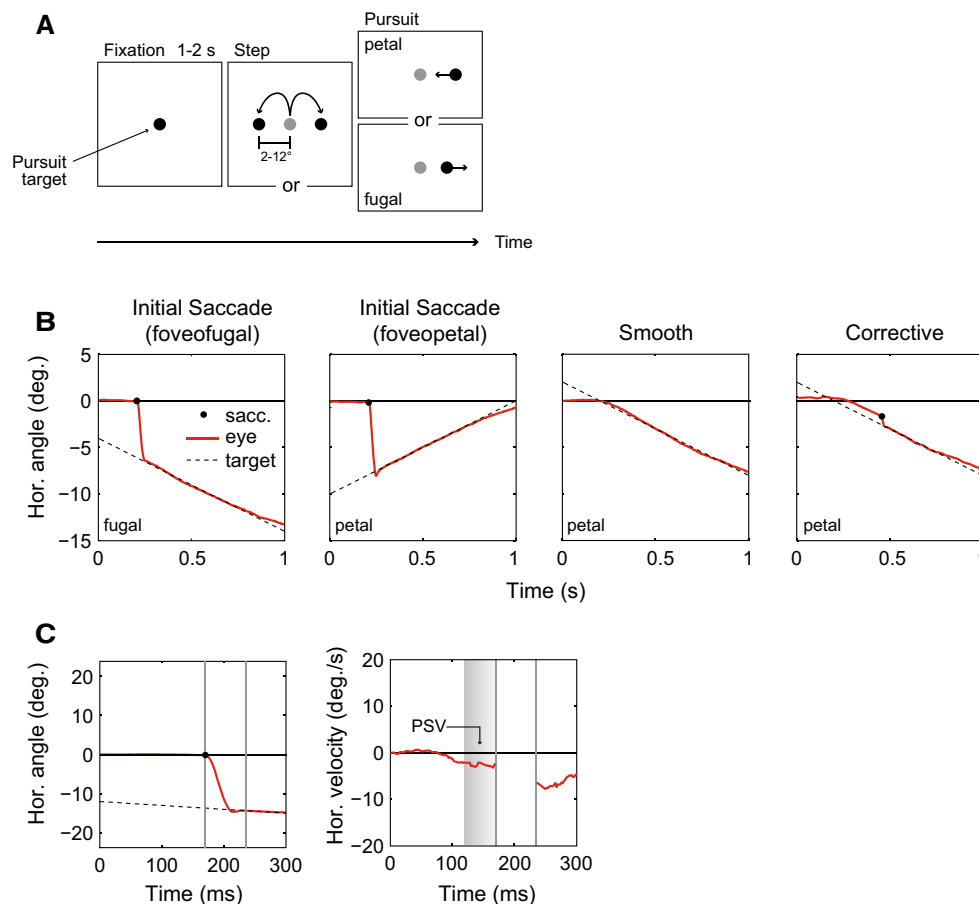 A
Fixation 1-2 s
Pursuit
target
Step
2-12°
or
Pursuit
petal
or
fugal
Time
B
Initial Saccade
(foveofugal)
Initial Saccade
(foveopetal)
Smooth
Corrective
Hor. angle (deg.)
5
0
−5
−10
−15
sacc.
eye
target
fugal
0 0.5 1
petal
0 0.5 1
petal
0 0.5 1
petal
0 0.5 1
Time (s)
C
Hor. angle (deg.)
20
10
0
−10
−20
0 100 200 300
Time (ms)
Hor. velocity (deg./s)
20
10
0
−10
−20
PSV
0 100 200 300
Time (ms)